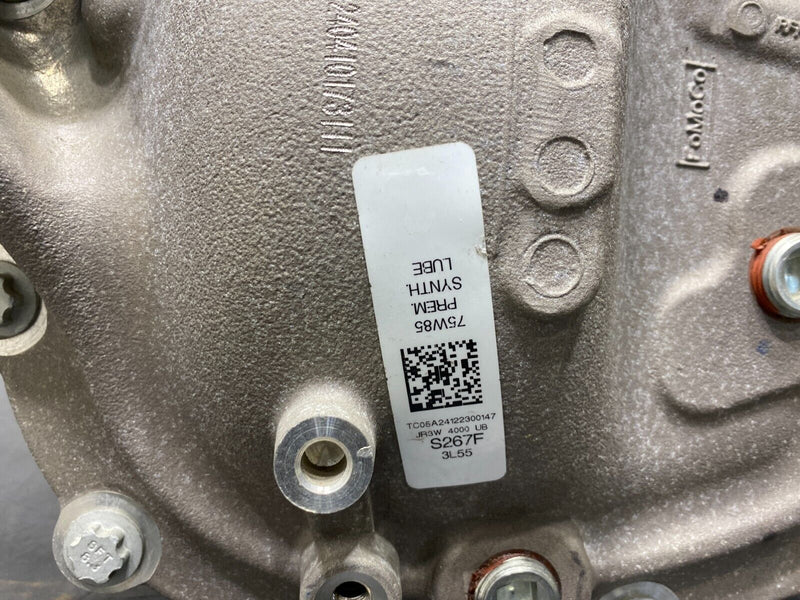 FoMoCo
75W85
PREM.
SYNTH.
LUBE
TC05A24122300147
JR3W 4000 UB
S267F
3L55